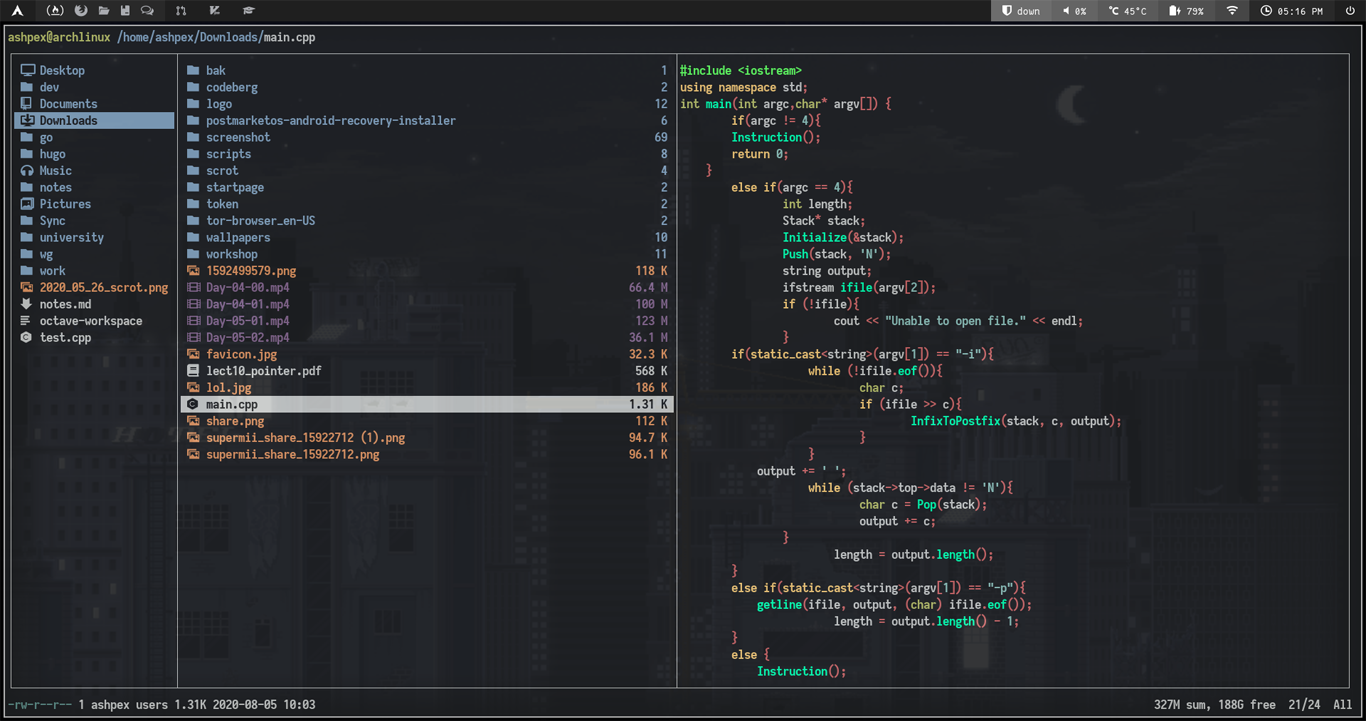 down 0% °C 45°C 79% 05:16 PM
ashpex@archlinux /home/ashpex/Downloads/main.cpp
Desktop
dev
Documents
Downloads
go
hugo
Music
notes
Pictures
Sync
university
wg
work
2020_05_26_scrot.png
notes.md
octave-workspace
test.cpp
bak 1
codeberg 2
logo 12
postmarketos-android-recovery-installer 6
screenshot 69
scripts 8
scrot 4
startpage 2
token 2
tor-browser_en-US 2
wallpapers 10
workshop 11
1592499579.png 118 K
Day-04-00.mp4 66.4 M
Day-04-01.mp4 100 M
Day-05-01.mp4 123 M
Day-05-02.mp4 36.1 M
favicon.jpg 32.3 K
lect10_pointer.pdf 568 K
lol.jpg 186 K
main.cpp 1.31 K
share.png 112 K
supermii_share_15922712 (1).png 94.7 K
supermii_share_15922712.png 96.1 K
#include <iostream>
using namespace std;
int main(int argc,char* argv[]) {
if(argc != 4){
Instruction();
return 0;
}
else if(argc == 4){
int length;
Stack* stack;
Initialize(&stack);
Push(stack, 'N');
string output;
ifstream ifile(argv[2]);
if (!ifile){
cout << "Unable to open file." << endl;
}
if(static_cast<string>(argv[1]) == "-i"){
while (!ifile.eof()){
char c;
if (ifile >> c){
InfixToPostfix(stack, c, output);
}
}
output += ' ';
while (stack->top->data != 'N'){
char c = Pop(stack);
output += c;
}
length = output.length();
}
else if(static_cast<string>(argv[1]) == "-p"){
getline(ifile, output, (char) ifile.eof());
length = output.length() - 1;
}
else {
Instruction();
-rw-r--r-- 1 ashpex users 1.31K 2020-08-05 10:03 327M sum, 188G free 21/24 All